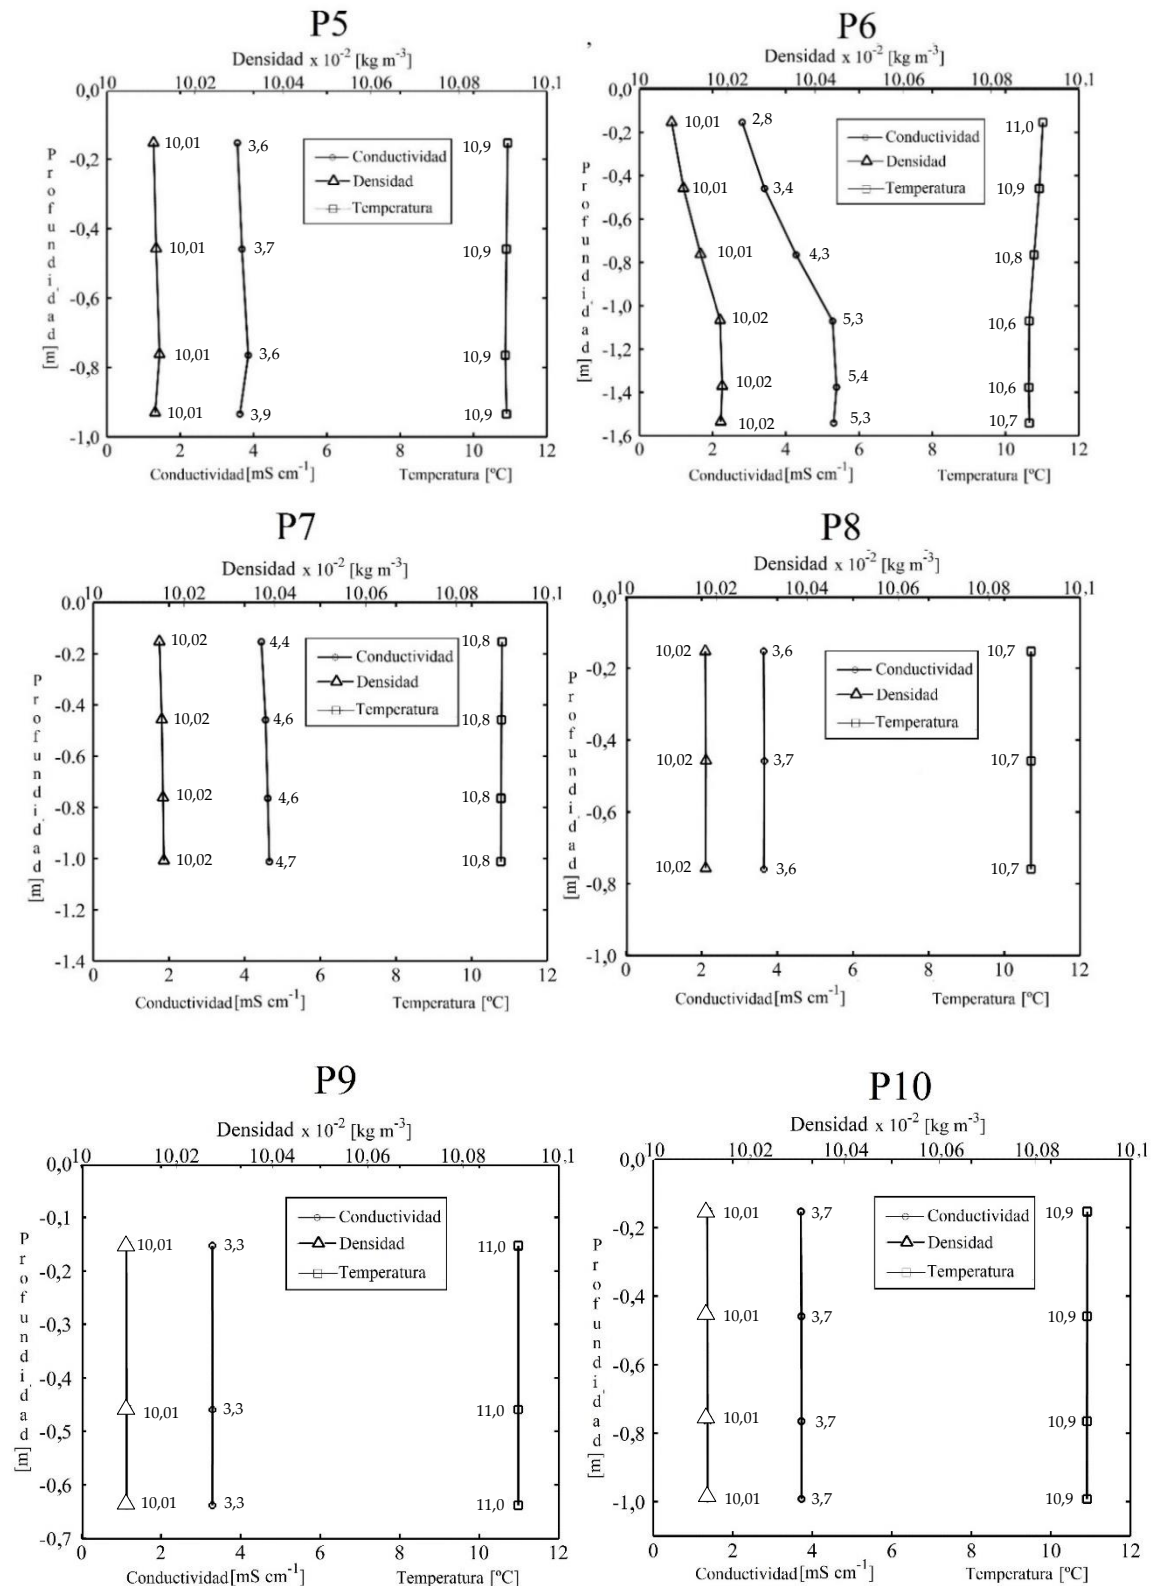 P5
Densidad x 10⁻² [kg m⁻³]
10 10,02 10,04 10,06 10,08 10,1
0,0
-0,2
-0,4
-0,6
-0,8
-1,0
Profundidad [m]
10,01 3,6 10,9
10,01 3,7 10,9
10,01 3,6 10,9
10,01 3,9 10,9
Conductividad
Densidad
Temperatura
0 2 4 6 8 10 12
Conductividad[mS cm⁻¹] Temperatura [ºC]
P6
,
Densidad x 10⁻² [kg m⁻³]
10 10,02 10,04 10,06 10,08 10,1
0.0
-0,2
-0,4
-0,6
-0,8
-1,0
-1,2
-1,4
-1,6
Profundidad [m]
10,01 2,8 11,0
10,01 3,4 10,9
10,01 4,3 10,8
10,02 5,3 10,6
10,02 5,4 10,6
10,02 5,3 10,7
Conductividad
Densidad
Temperatura
0 2 4 6 8 10 12
Conductividad[mS cm⁻¹] Temperatura [ºC]
P7
Densidad x 10⁻² [kg m⁻³]
10 10,02 10,04 10,06 10,08 10,1
0.0
-0.2
-0.4
-0.6
-0.8
-1.0
-1.2
-1.4
Profundidad [m]
10,02 4,4 10,8
10,02 4,6 10,8
10,02 4,6 10,8
10,02 4,7 10,8
Conductividad
Densidad
Temperatura
0 2 4 6 8 10 12
Conductividad[mS cm⁻¹] Temperatura [ºC]
P8
Densidad x 10⁻² [kg m⁻³]
10 10,02 10,04 10,06 10,08 10,1
0,0
-0,2
-0,4
-0,6
-0,8
-1,0
Profundidad [m]
10,02 3,6 10,7
10,02 3,7 10,7
10,02 3,6 10,7
Conductividad
Densidad
Temperatura
0 2 4 6 8 10 12
Conductividad[mS cm⁻¹] Temperatura [ºC]
P9
Densidad x 10⁻² [kg m⁻³]
10 10,02 10,04 10,06 10,08 10,1
0,0
-0,1
-0,2
-0,3
-0,4
-0,5
-0,6
-0,7
Profundidad [m]
10,01 3,3 11,0
10,01 3,3 11,0
10,01 3,3 11,0
Conductividad
Densidad
Temperatura
0 2 4 6 8 10 12
Conductividad[mS cm⁻¹] Temperatura [ºC]
P10
Densidad x 10⁻² [kg m⁻³]
10 10,02 10,04 10,06 10,08 10,1
0,0
-0,2
-0,4
-0,6
-0,8
-1,0
Profundidad [m]
10,01 3,7 10,9
10,01 3,7 10,9
10,01 3,7 10,9
10,01 3,7 10,9
Conductividad
Densidad
Temperatura
0 2 4 6 8 10 12
Conductividad[mS cm⁻¹] Temperatura [ºC]